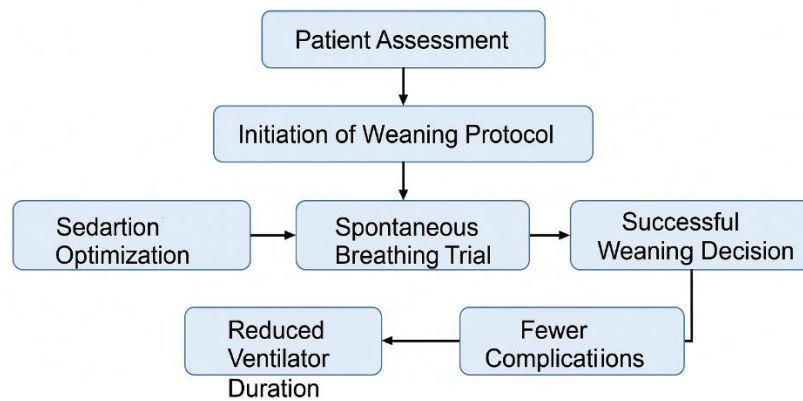 Patient Assessment
Initiation of Weaning Protocol
Sedartion
Optimization
Spontaneous
Breathing Trial
Successful
Weaning Decision
Reduced
Ventilator
Duration
Fewer
Complicatiions